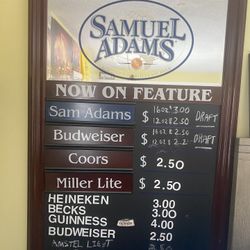 SAMUEL
ADAMS
NOW ON FEATURE
Sam Adams $ 16oz 3.00 DRAFT
12oz 2.50
Budweiser $ 16oz 2.50 DRAFT
12oz
Coors $ 2.50
Miller Lite $ 2.50
HEINEKEN 3.00
BECKS 3.00
GUINNESS 4.00
BUDWEISER 2.50
AMSTEL LIGHT